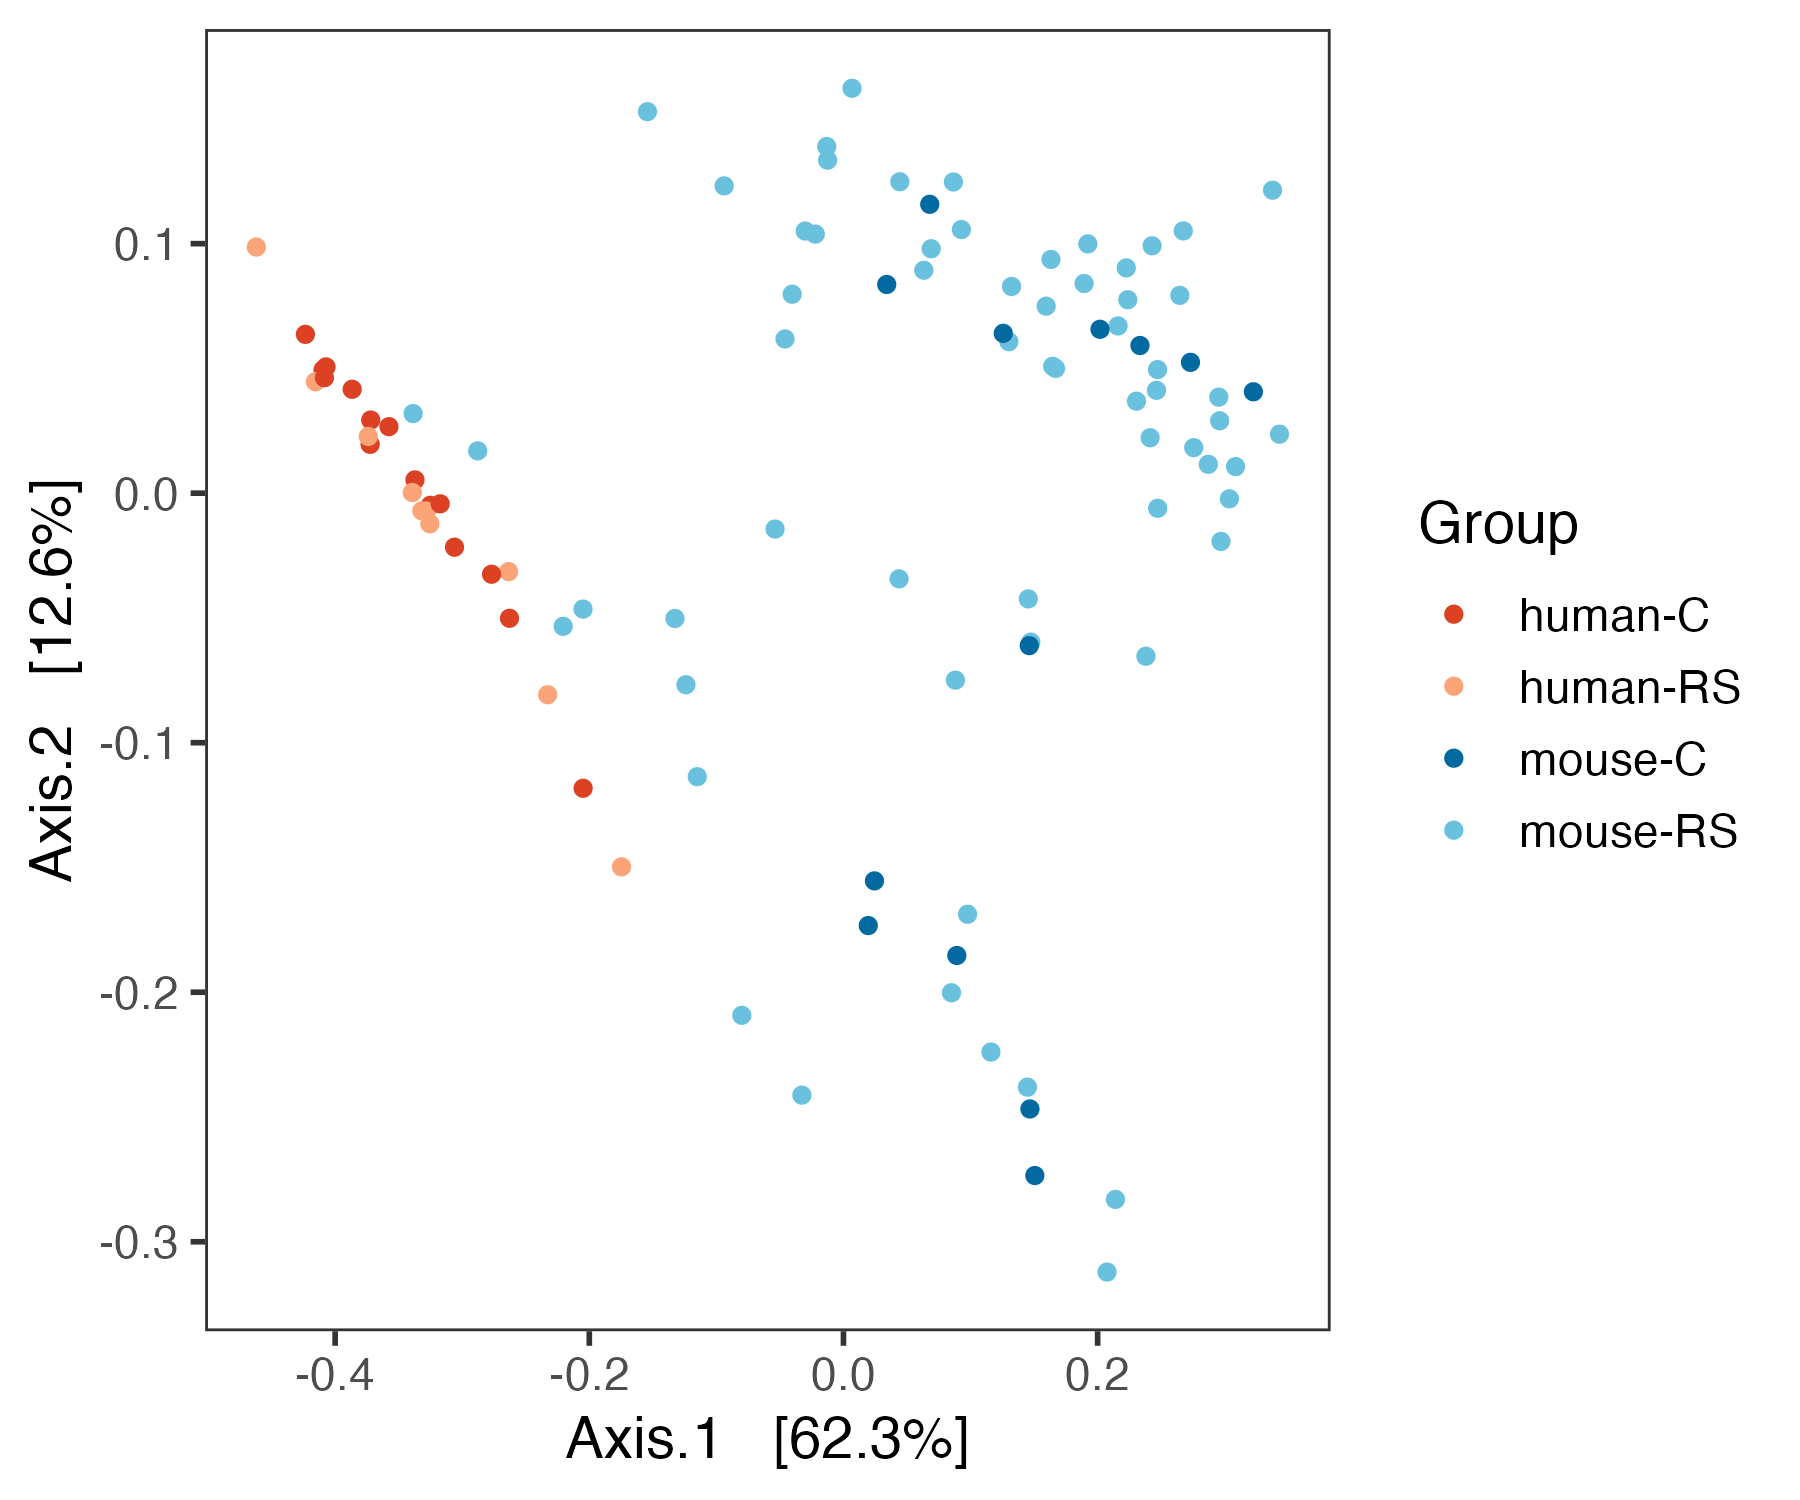 0.1
0.0
-0.1
-0.2
-0.3
Axis.2 [12.6%]
-0.4 -0.2 0.0 0.2
Axis.1 [62.3%]
Group
human-C
human-RS
mouse-C
mouse-RS